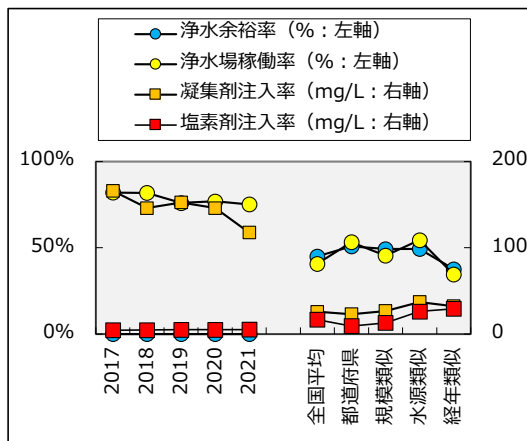 浄水余裕率（%：左軸）
浄水場稼働率（%：左軸）
凝集剤注入率（mg/L：右軸）
塩素剤注入率（mg/L：右軸）
100%
50%
0%
200
100
0
2017
2018
2019
2020
2021
全国平均
都道府県
規模類似
水源類似
経年類似